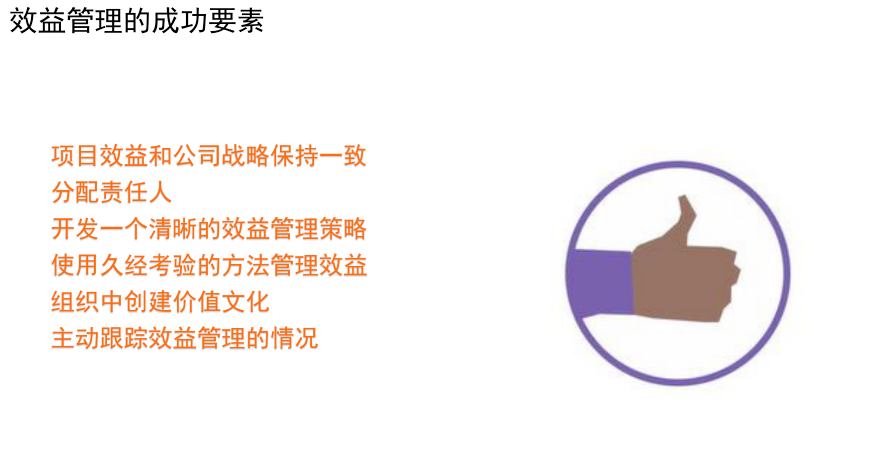 效益管理的成功要素
项目效益和公司战略保持一致
分配责任人
开发一个清晰的效益管理策略
使用久经考验的方法管理效益
组织中创建价值文化
主动跟踪效益管理的情况